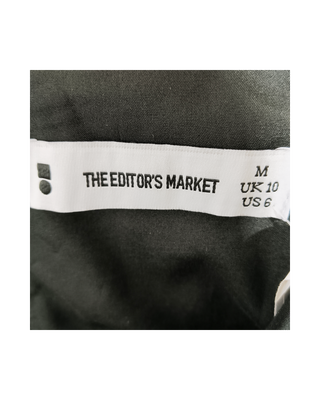 THE EDITOR'S MARKET
M
UK 10
US 6